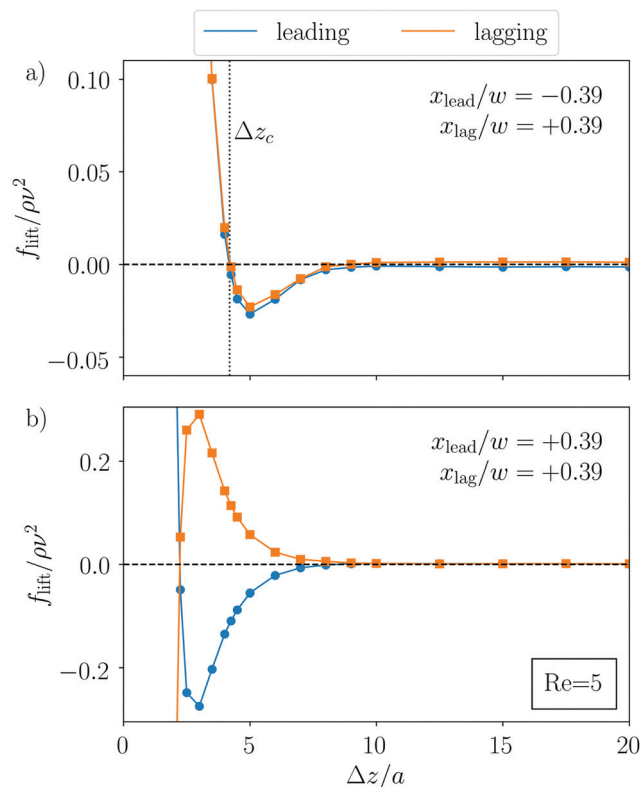 leading lagging
a)
0.10
0.05
0.00
−0.05
f_lift/ρν²
Δz_c
x_lead/w = −0.39
x_lag/w = +0.39
b)
0.2
0.0
−0.2
f_lift/ρν²
x_lead/w = +0.39
x_lag/w = +0.39
Re=5
0 5 10 15 20
Δz/a